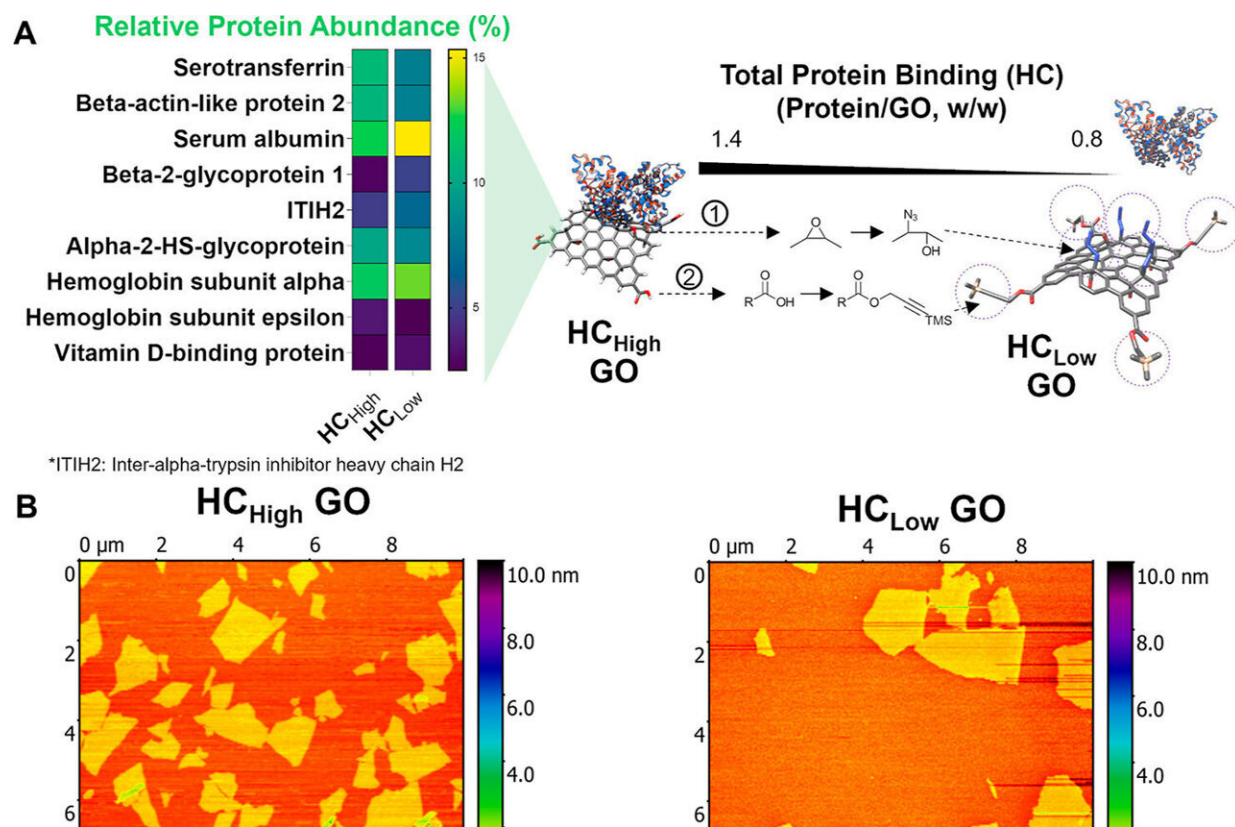 A
Relative Protein Abundance (%)
Serotransferrin
Beta-actin-like protein 2
Serum albumin
Beta-2-glycoprotein 1
ITIH2
Alpha-2-HS-glycoprotein
Hemoglobin subunit alpha
Hemoglobin subunit epsilon
Vitamin D-binding protein
15
10
5
HCHigh
HCLow
*ITIH2: Inter-alpha-trypsin inhibitor heavy chain H2
Total Protein Binding (HC)
(Protein/GO, w/w)
1.4
0.8
①
O
N3
OH
②
O
R
OH
O
R
O
TMS
HCHigh
GO
HCLow
GO
B
HCHigh GO
0 µm 2 4 6 8
0
2
4
6
10.0 nm
8.0
6.0
4.0
HCLow GO
0 µm 2 4 6 8
0
2
4
6
10.0 nm
8.0
6.0
4.0